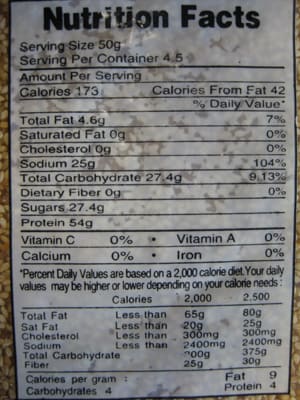 Nutrition Facts
Serving Size 50g
Serving Per Container 4.5
Amount Per Serving
Calories 173 Calories From Fat 42
% Daily Value*
Total Fat 4.6g 7%
Saturated Fat 0g 0%
Cholesterol 0g 0%
Sodium 25g 104%
Total Carbohydrate 27.4g 9.13%
Dietary Fiber 0g 0%
Sugars 27.4g
Protein 54g
Vitamin C 0% • Vitamin A 0%
Calcium 0% • Iron 0%
*Percent Daily Values are based on a 2,000 calorie diet.Your daily
values may be higher or lower depending on your calorie needs :
Calories 2,000 2.500
Total Fat Less than 65g 80g
Sat Fat Less than 20g 25g
Cholesterol Less than 300mg 300mg
Sodium Less than 2400mg 2400mg
Total Carbohydrate 375g
Fiber 25g 30g
Calories per gram : Fat 9
Carbohydrates 4 Protein 4